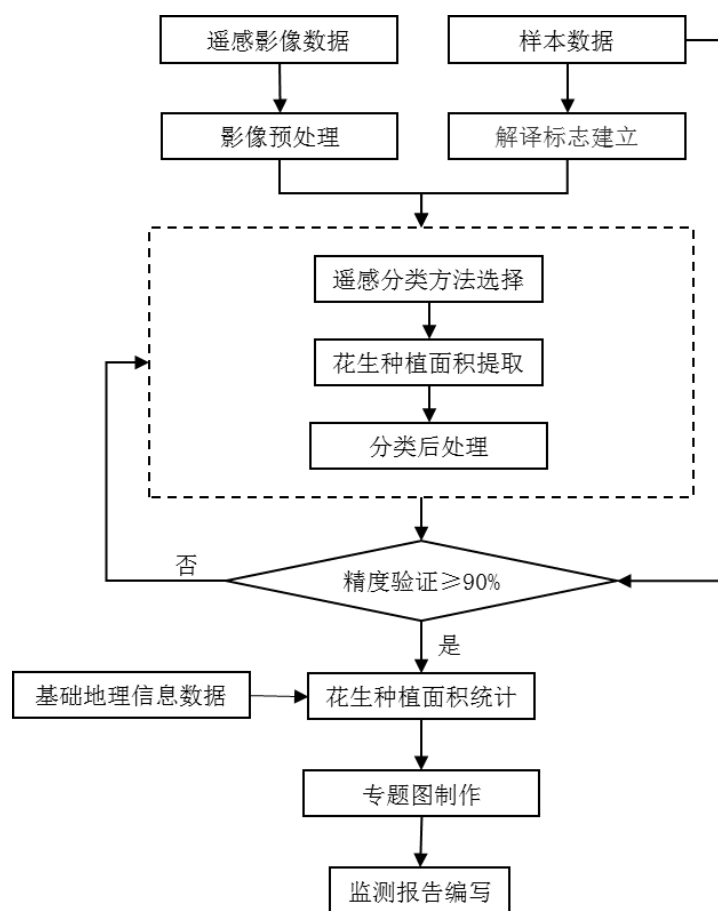 遥感影像数据
样本数据
影像预处理
解译标志建立
遥感分类方法选择
花生种植面积提取
分类后处理
否
精度验证≥90%
是
基础地理信息数据
花生种植面积统计
专题图制作
监测报告编写